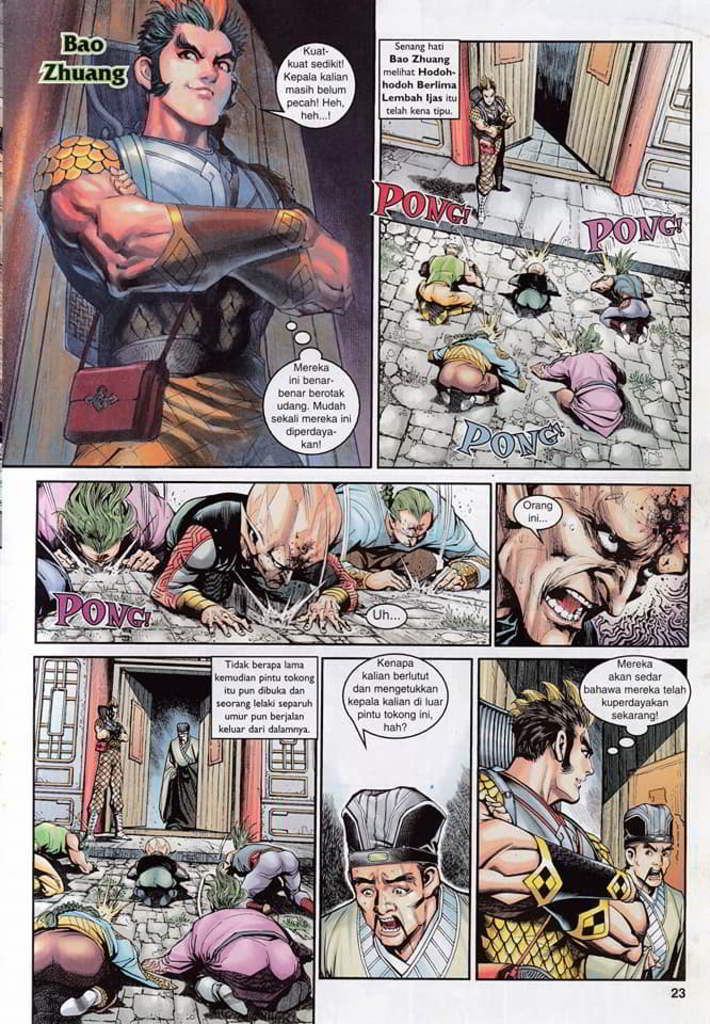 Bao
Zhuang
Kuat-
kuat sedikit!
Kepala kalian
masih belum
pecah! Heh,
heh...!
Mereka
ini benar-
benar berotak
udang. Mudah
sekali mereka ini
diperdaya-
kan!
Senang hati
Bao Zhuang
melihat Hodoh-
hodoh Berlima
Lembah Ijas itu
telah kena tipu.
PONG!
PONG!
PONG!
PONG!
Uh...
Orang
ini...
Tidak berapa lama
kemudian pintu tokong
itu pun dibuka dan
seorang lelaki separuh
umur pun berjalan
keluar dari dalamnya.
Kenapa
kalian berlutut
dan mengetukkan
kepala kalian di luar
pintu tokong ini,
hah?
Mereka
akan sedar
bahawa mereka telah
kuperdayakan
sekarang!
23